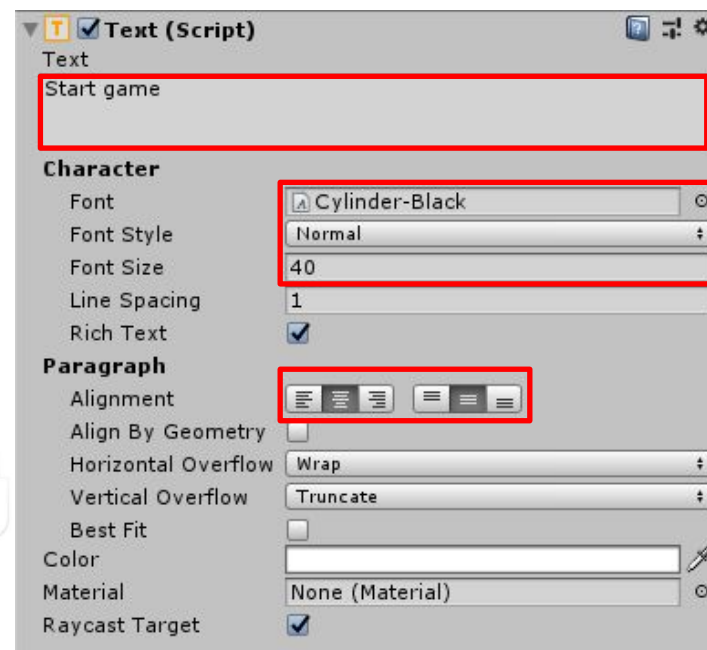 Text (Script)
Text
Start game
Character
Font Cylinder-Black
Font Style Normal
Font Size 40
Line Spacing 1
Rich Text
Paragraph
Alignment
Align By Geometry
Horizontal Overflow Wrap
Vertical Overflow Truncate
Best Fit
Color
Material None (Material)
Raycast Target